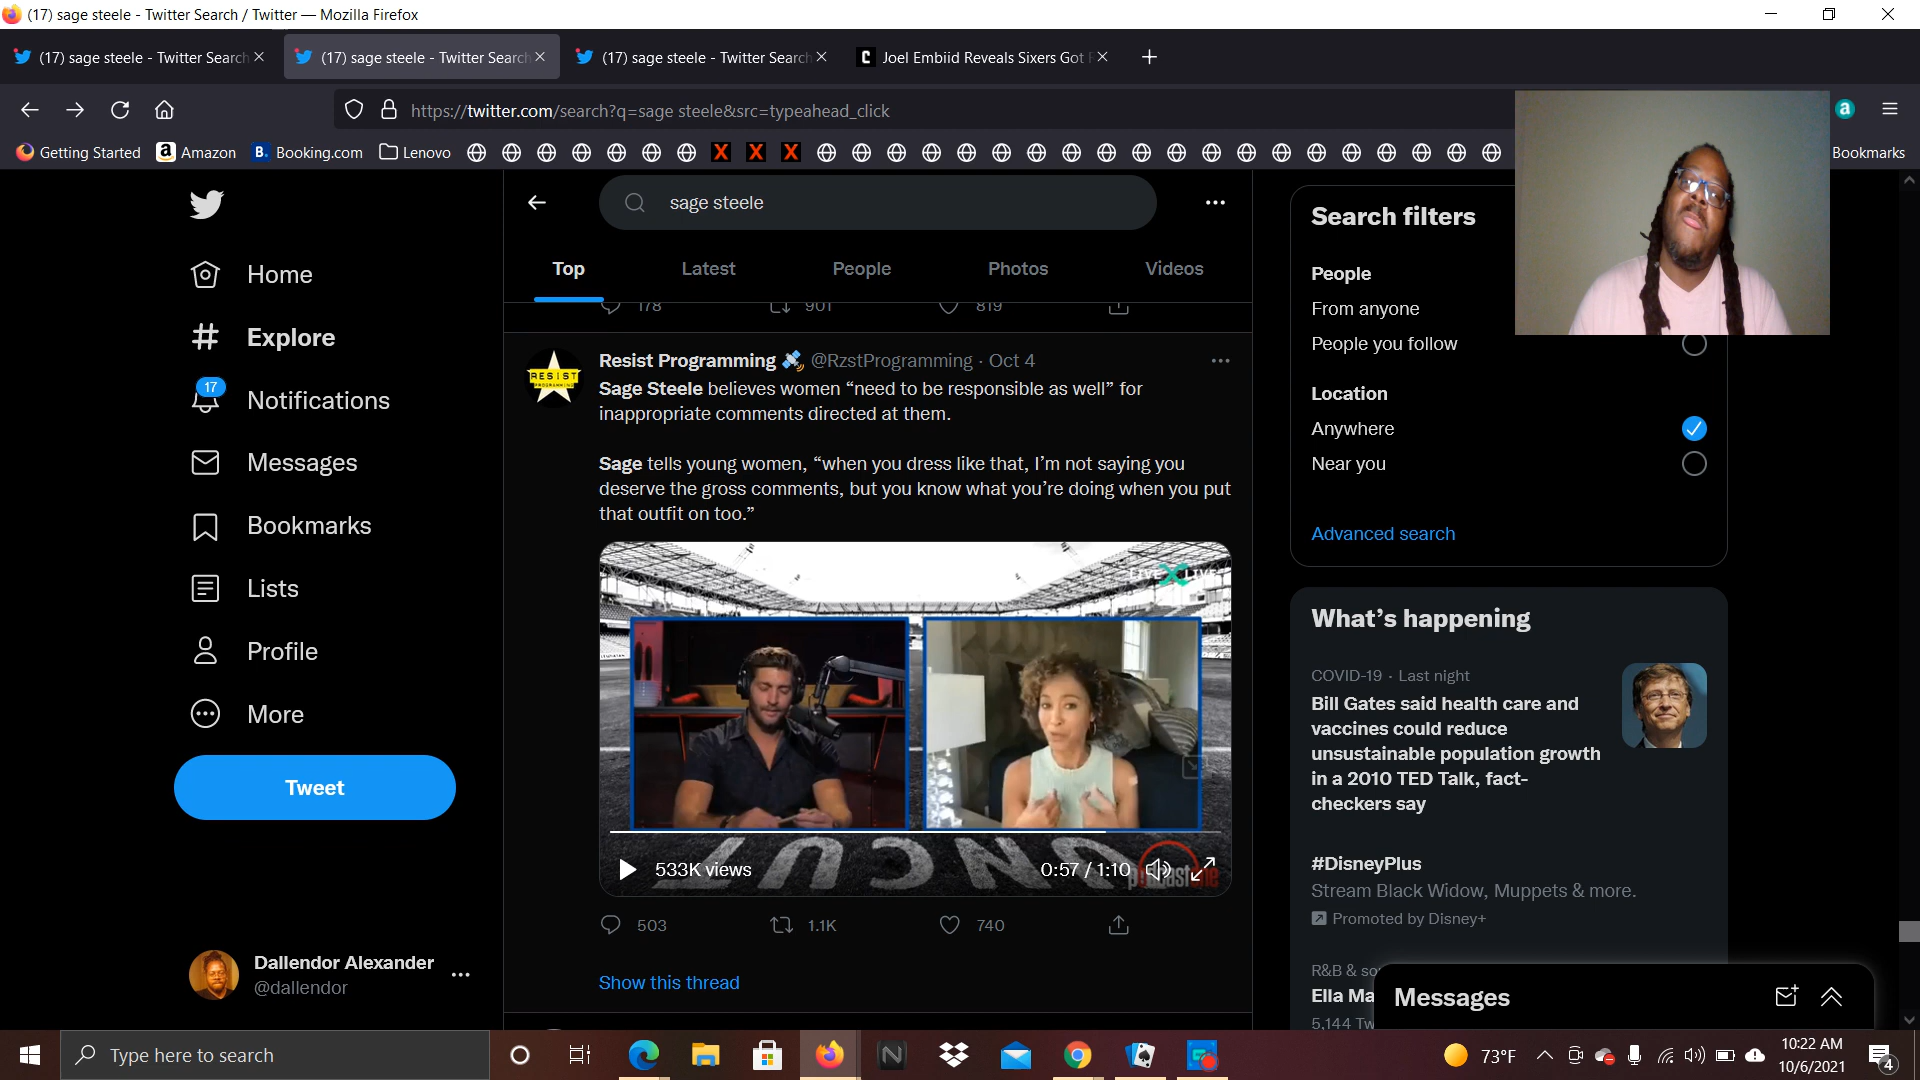 (17) sage steele - Twitter Search / Twitter — Mozilla Firefox
(17) sage steele - Twitter Search
(17) sage steele - Twitter Search
(17) sage steele - Twitter Search
Joel Embiid Reveals Sixers Got
https://twitter.com/search?q=sage steele&src=typeahead_click
Getting Started
Amazon
Booking.com
Lenovo
Bookmarks
sage steele
Top
Latest
People
Photos
Videos
178
901
819
Home
Explore
17
Notifications
Messages
Bookmarks
Lists
Profile
More
Tweet
Dallendor Alexander
@dallendor
RESIST
PROGRAMMING
Resist Programming @RzstProgramming · Oct 4
Sage Steele believes women “need to be responsible as well” for
inappropriate comments directed at them.
Sage tells young women, “when you dress like that, I’m not saying you
deserve the gross comments, but you know what you’re doing when you put
that outfit on too.”
LIVE X LIVE
UNCUT
podcastone
533K views
0:57 / 1:10
503
1.1K
740
Show this thread
Search filters
People
From anyone
People you follow
Location
Anywhere
Near you
Advanced search
What’s happening
COVID-19 · Last night
Bill Gates said health care and
vaccines could reduce
unsustainable population growth
in a 2010 TED Talk, fact-
checkers say
#DisneyPlus
Stream Black Widow, Muppets & more.
Promoted by Disney+
R&B & so
Ella Ma
5,144 Tw
Messages
Type here to search
73°F
10:22 AM
10/6/2021
4